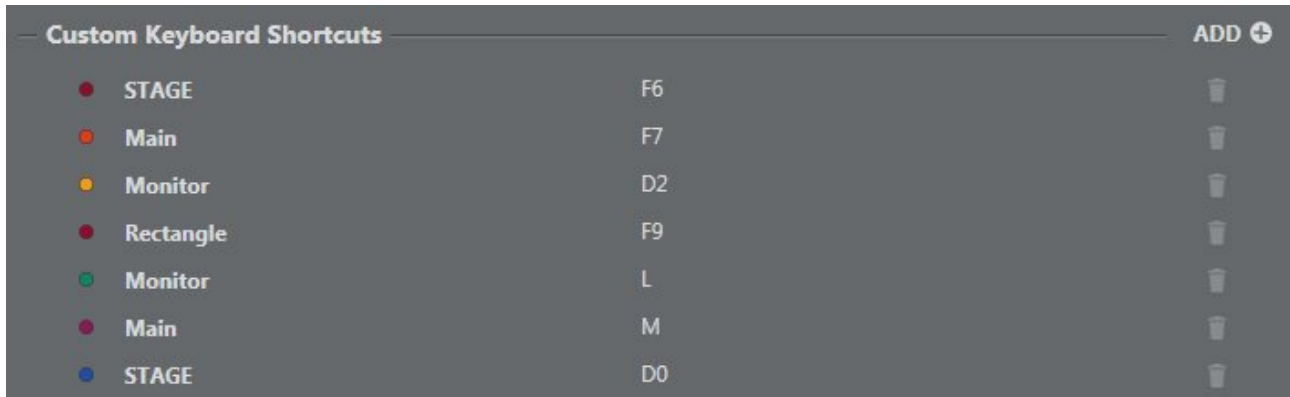 Custom Keyboard Shortcuts ADD
STAGE F6
Main F7
Monitor D2
Rectangle F9
Monitor L
Main M
STAGE D0